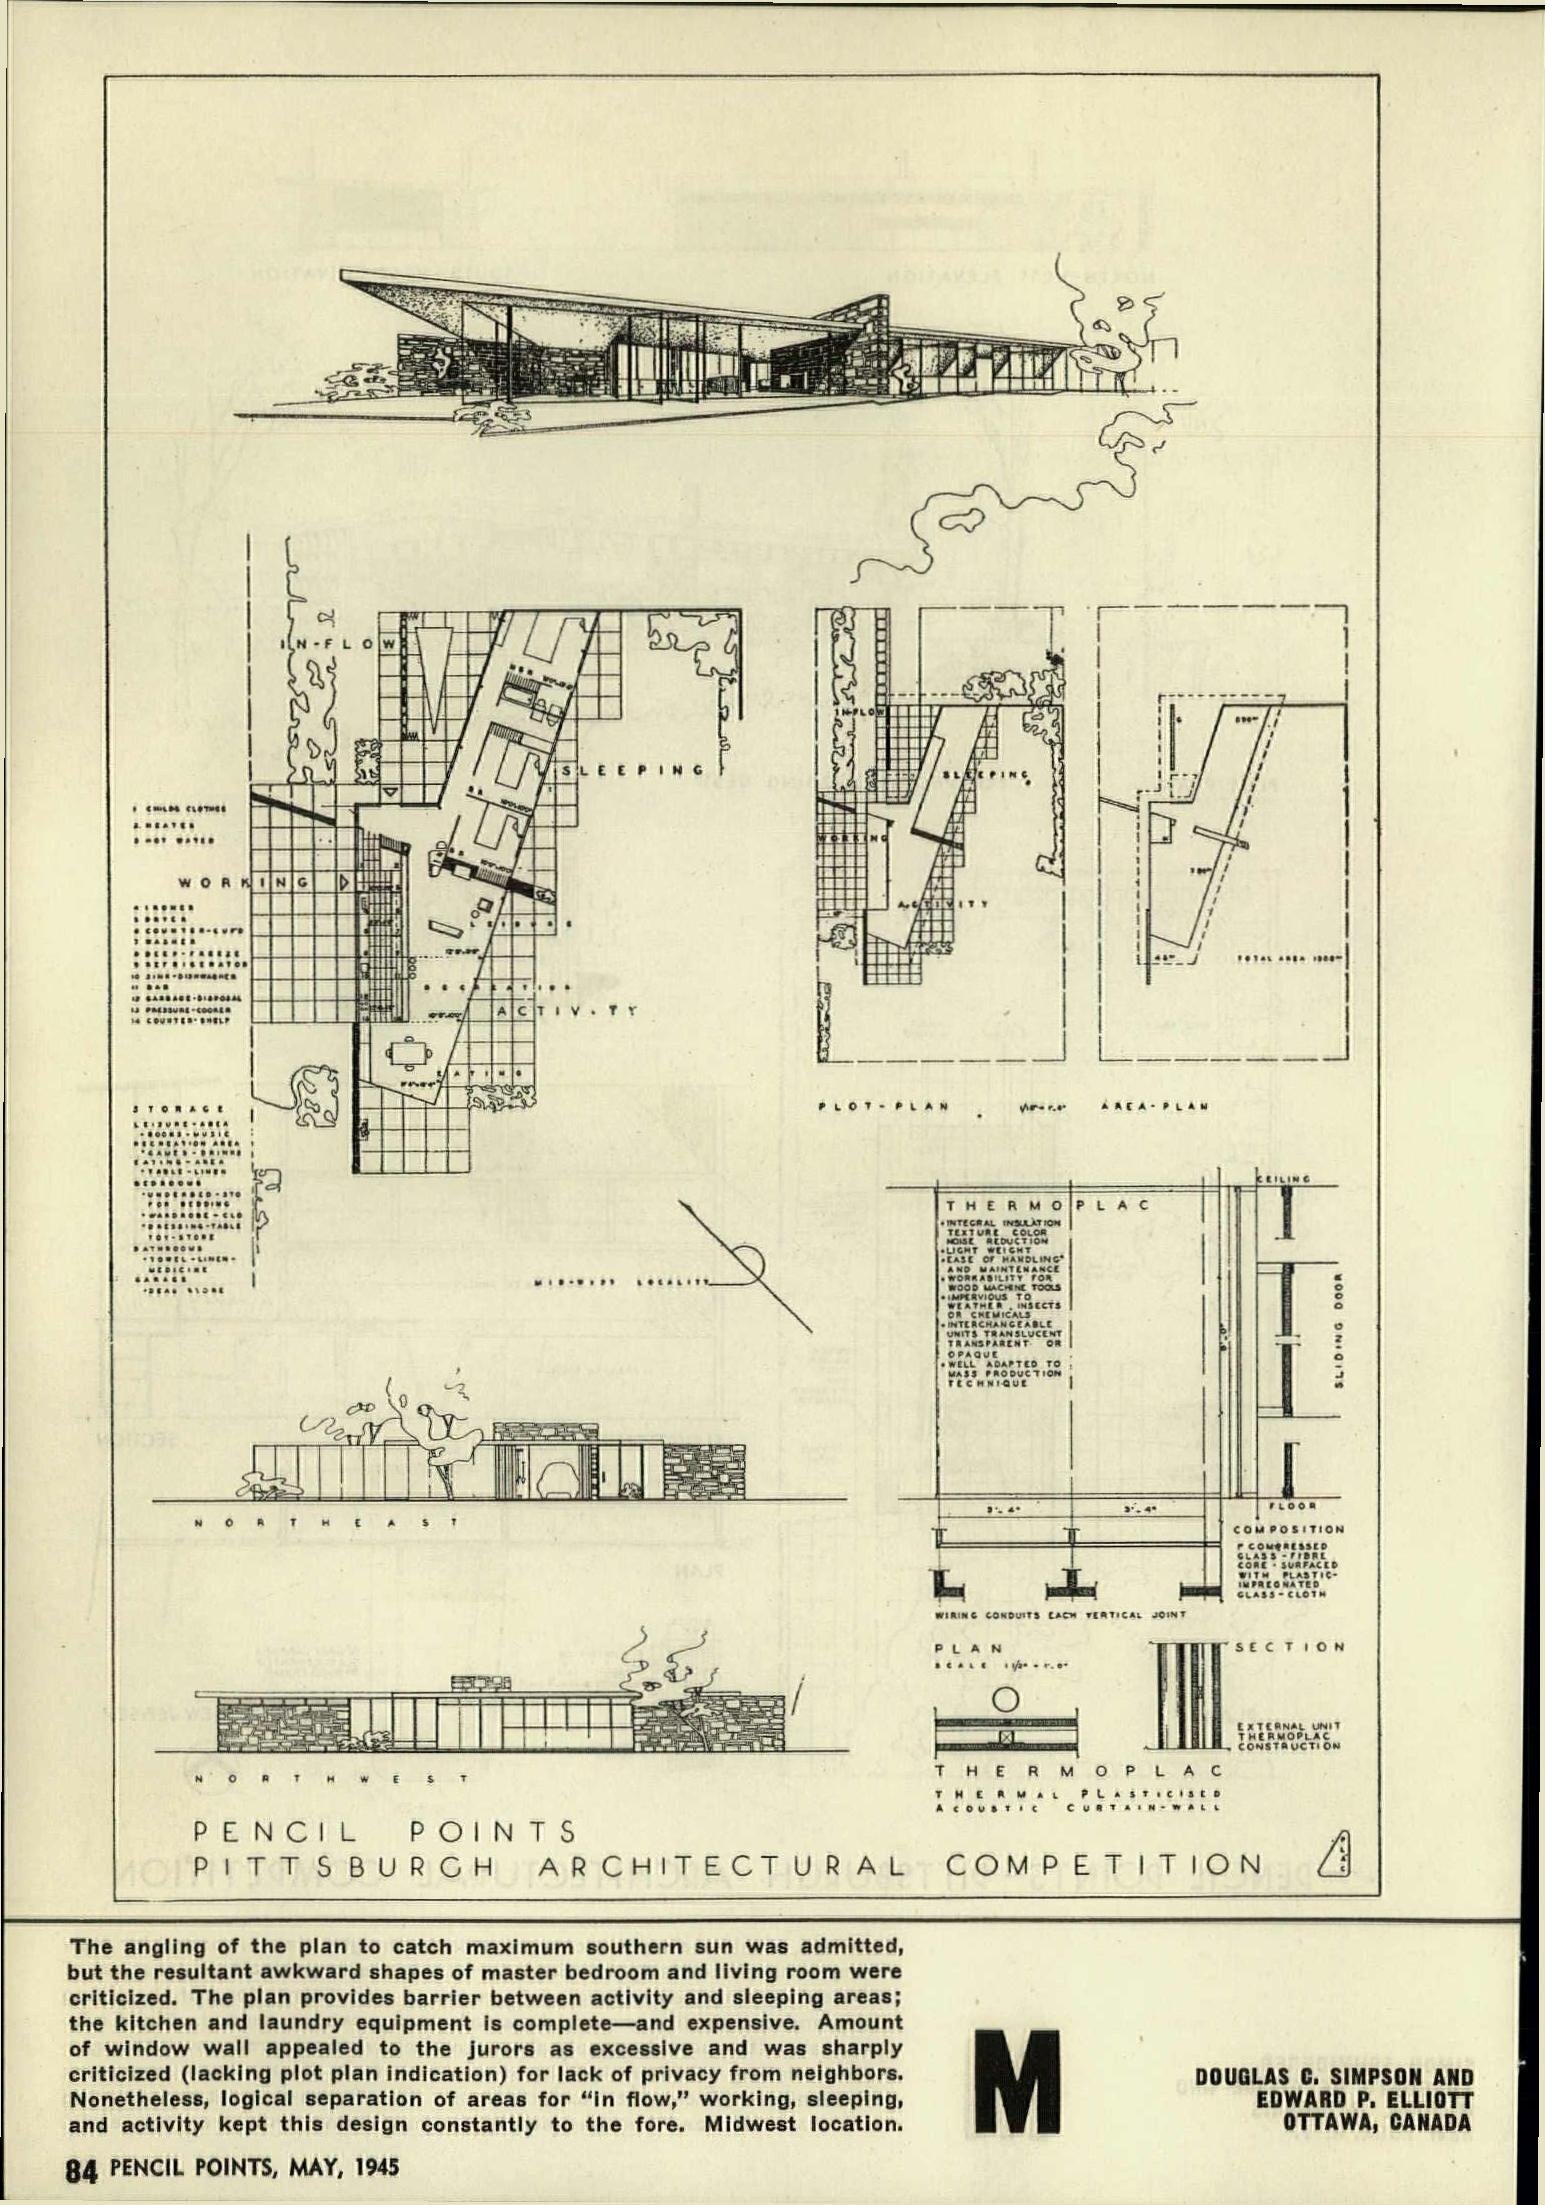 IN-FLOW
SLEEPING
1 CHILDS CLOTHES
2 HEATER
3 HOT WATER
WORKING
4 IRONER
5 DRYER
6 COUNTER-CUP'D
7 WASHER
8 DEEP-FREEZE
9 REFRIGERATOR
10 SINK-DISHWASHER
11 BAR
12 GARBAGE-DISPOSAL
13 PRESSURE-COOKER
14 COUNTER-SHELF
LEISURE
RECREATION
ACTIVITY
EATING
STORAGE
LEISURE-AREA
•BOOKS-MUSIC
RECREATION AREA
•GAMES-DRINKS
EATING-AREA
•TABLE-LINEN
BEDROOMS
•UNDERBED-STO
FOR BEDDING
•WARDROBE-CLO
•DRESSING-TABLE
TOY-STORE
BATHROOMS
•TOWEL-LINEN-
MEDICINE
GARAGE
•DEAD STORE
MID-WEST LOCALITY
IN-FLOW
SLEEPING
WORKING
ACTIVITY
TOTAL AREA
PLOT-PLAN
AREA-PLAN
CEILING
THERMOPLAC
•INTEGRAL INSULATION
TEXTURE COLOR
NOISE REDUCTION
•LIGHT WEIGHT
•EASE OF HANDLING
AND MAINTENANCE
•WORKABILITY FOR
WOOD MACHINE TOOLS
•IMPERVIOUS TO
WEATHER, INSECTS
OR CHEMICALS
•INTERCHANGEABLE
UNITS TRANSLUCENT
TRANSPARENT OR
OPAQUE
•WELL ADAPTED TO
MASS PRODUCTION
TECHNIQUE
SLIDING DOOR
FLOOR
3'-4" 3'-4"
COMPOSITION
1" COMPRESSED
GLASS-FIBRE
CORE-SURFACED
WITH PLASTIC-
IMPREGNATED
GLASS-CLOTH
WIRING CONDUITS EACH VERTICAL JOINT
PLAN
SCALE 1 1/2" = 1'-0"
SECTION
EXTERNAL UNIT
THERMOPLAC
CONSTRUCTION
THERMOPLAC
THERMAL PLASTICISED
ACOUSTIC CURTAIN-WALL
NORTHEAST
NORTHWEST
PENCIL POINTS
PITTSBURGH ARCHITECTURAL COMPETITION
The angling of the plan to catch maximum southern sun was admitted,
but the resultant awkward shapes of master bedroom and living room were
criticized. The plan provides barrier between activity and sleeping areas;
the kitchen and laundry equipment is complete—and expensive. Amount
of window wall appealed to the jurors as excessive and was sharply
criticized (lacking plot plan indication) for lack of privacy from neighbors.
Nonetheless, logical separation of areas for “in flow,” working, sleeping,
and activity kept this design constantly to the fore. Midwest location.
M
DOUGLAS C. SIMPSON AND
EDWARD P. ELLIOTT
OTTAWA, CANADA
84 PENCIL POINTS, MAY, 1945